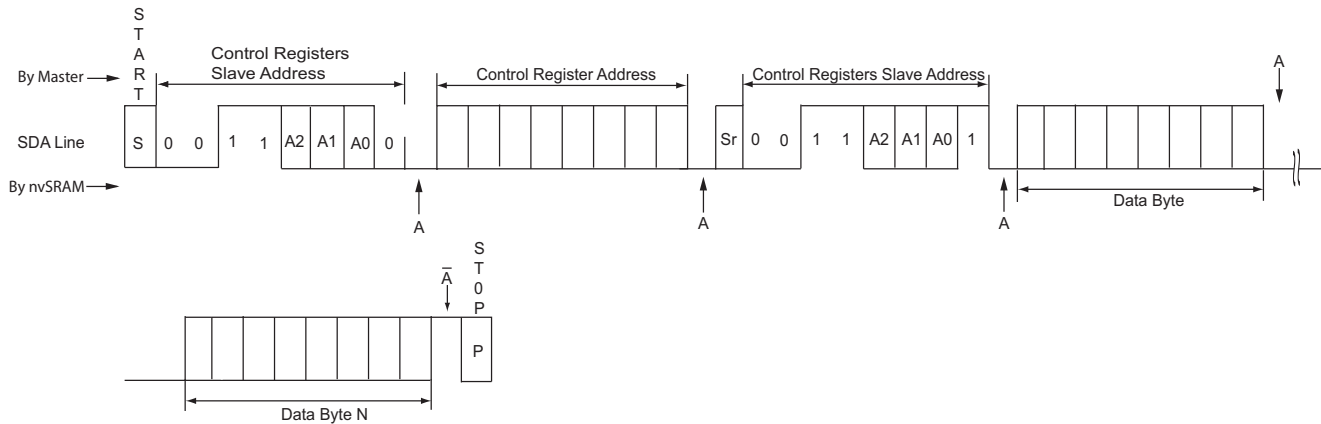 START
Control Registers
Slave Address
By Master
Control Register Address
Control Registers Slave Address
A
SDA Line
S 0 0 1 1 A2 A1 A0 0
Sr 0 0 1 1 A2 A1 A0 1
By nvSRAM
A
A
A
Data Byte
A̅
ST0P
P
Data Byte N